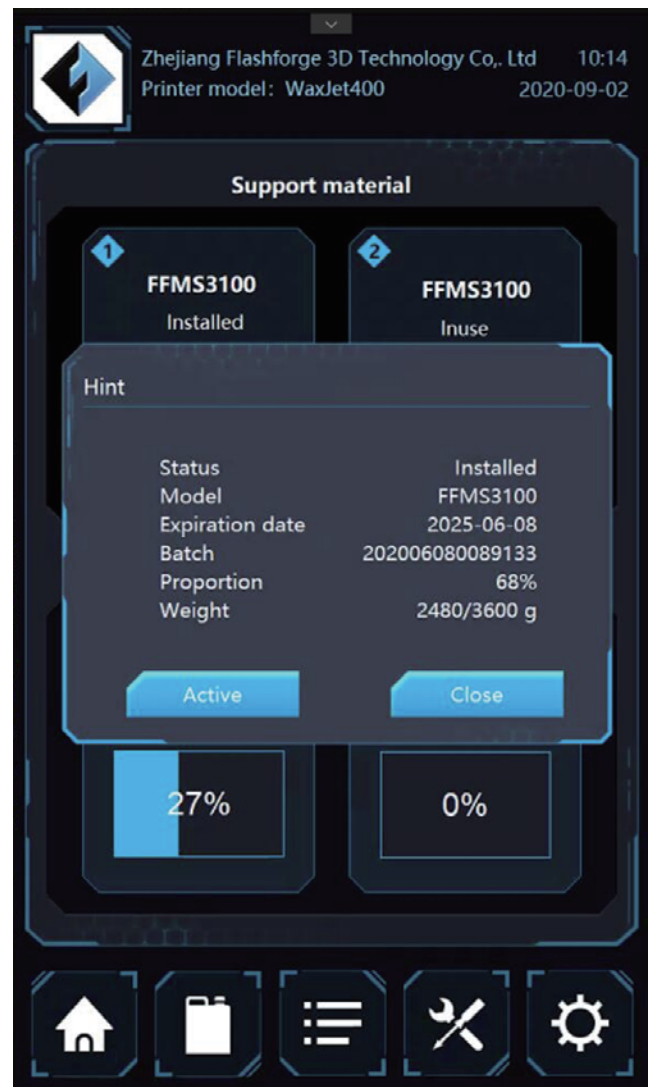 Zhejiang Flashforge 3D Technology Co,. Ltd 10:14
Printer model: WaxJet400 2020-09-02
Support material
1 2
FFMS3100 FFMS3100
Installed Inuse
Hint
Status Installed
Model FFMS3100
Expiration date 2025-06-08
Batch 202006080089133
Proportion 68%
Weight 2480/3600 g
Active Close
27% 0%